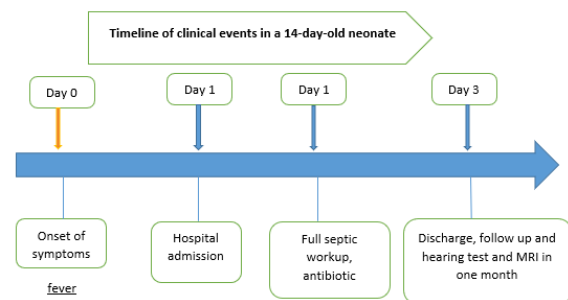 Timeline of clinical events in a 14-day-old neonate
Day 0
Day 1
Day 1
Day 3
Onset of
symptoms
fever
Hospital
admission
Full septic
workup,
antibiotic
Discharge, follow up and
hearing test and MRI in
one month